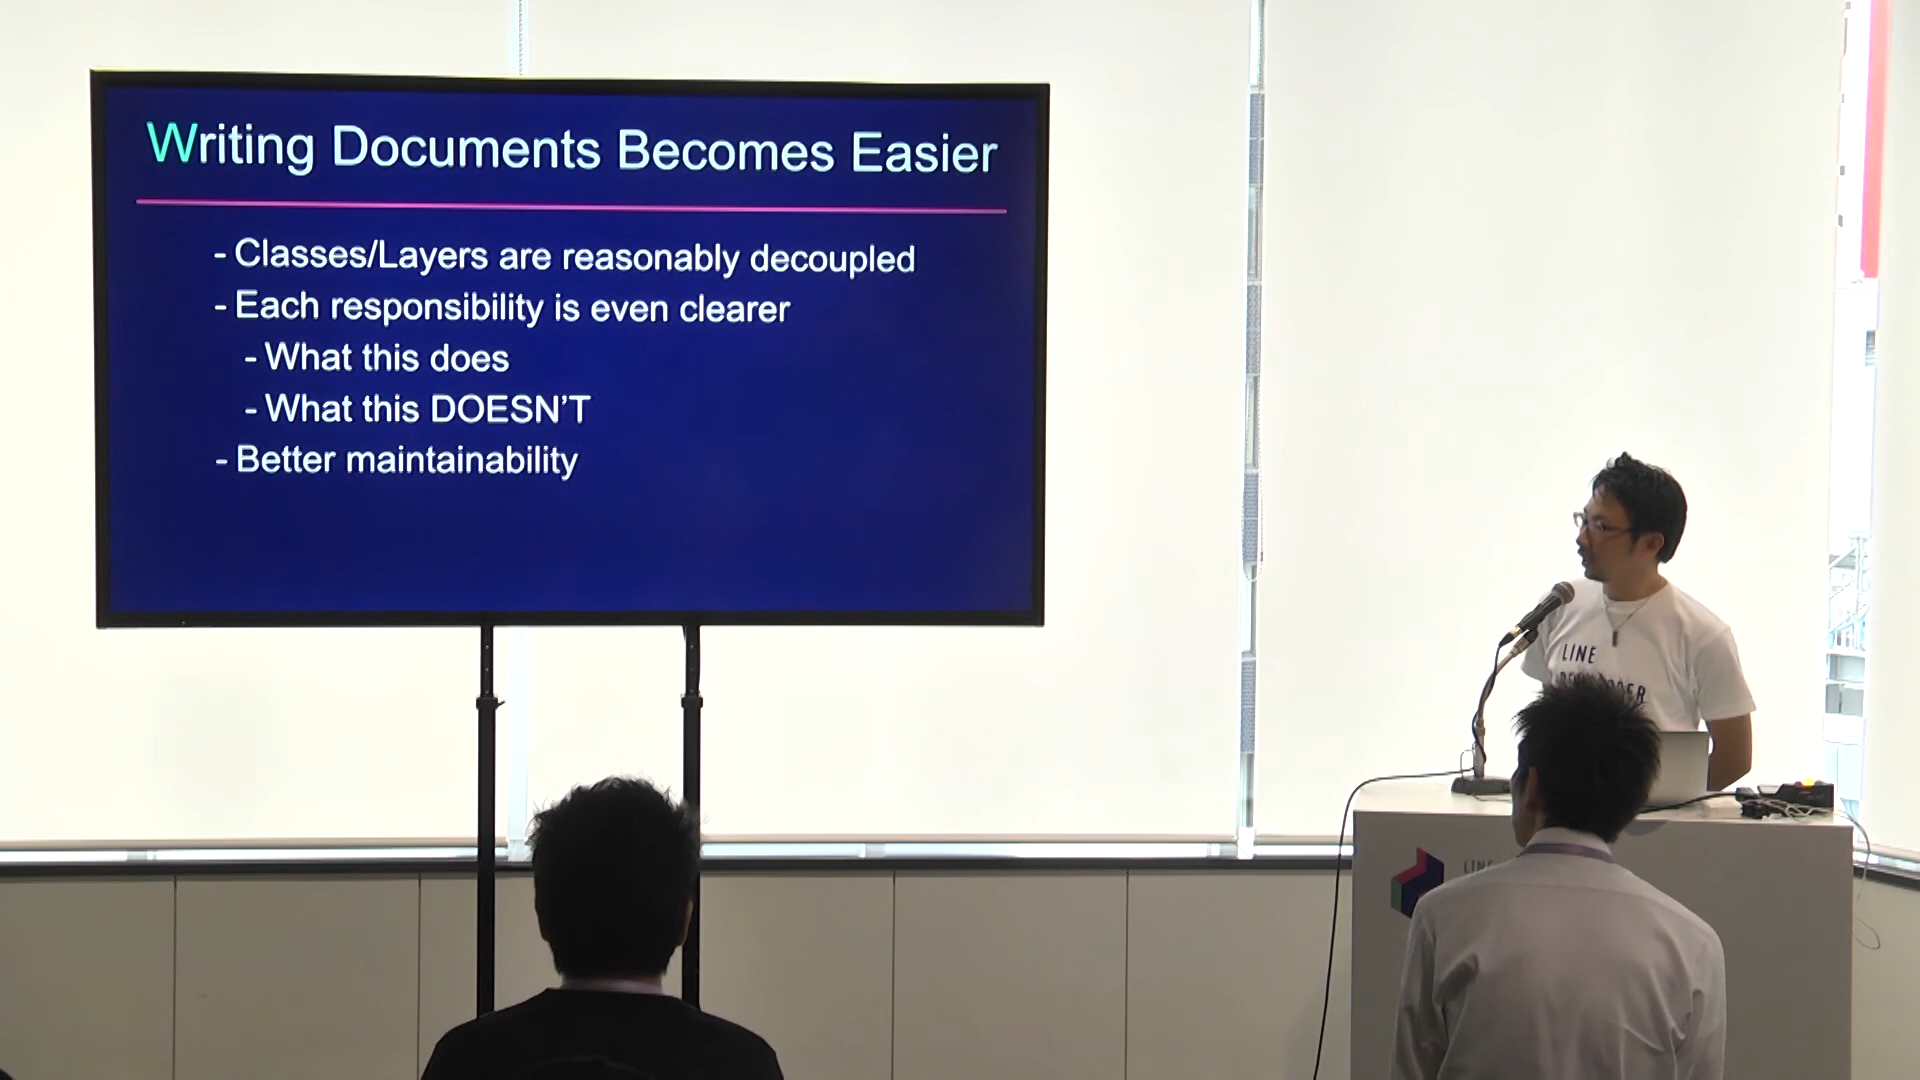 Writing Documents Becomes Easier
- Classes/Layers are reasonably decoupled
- Each responsibility is even clearer
- What this does
- What this DOESN'T
- Better maintainability
LINE
LINE